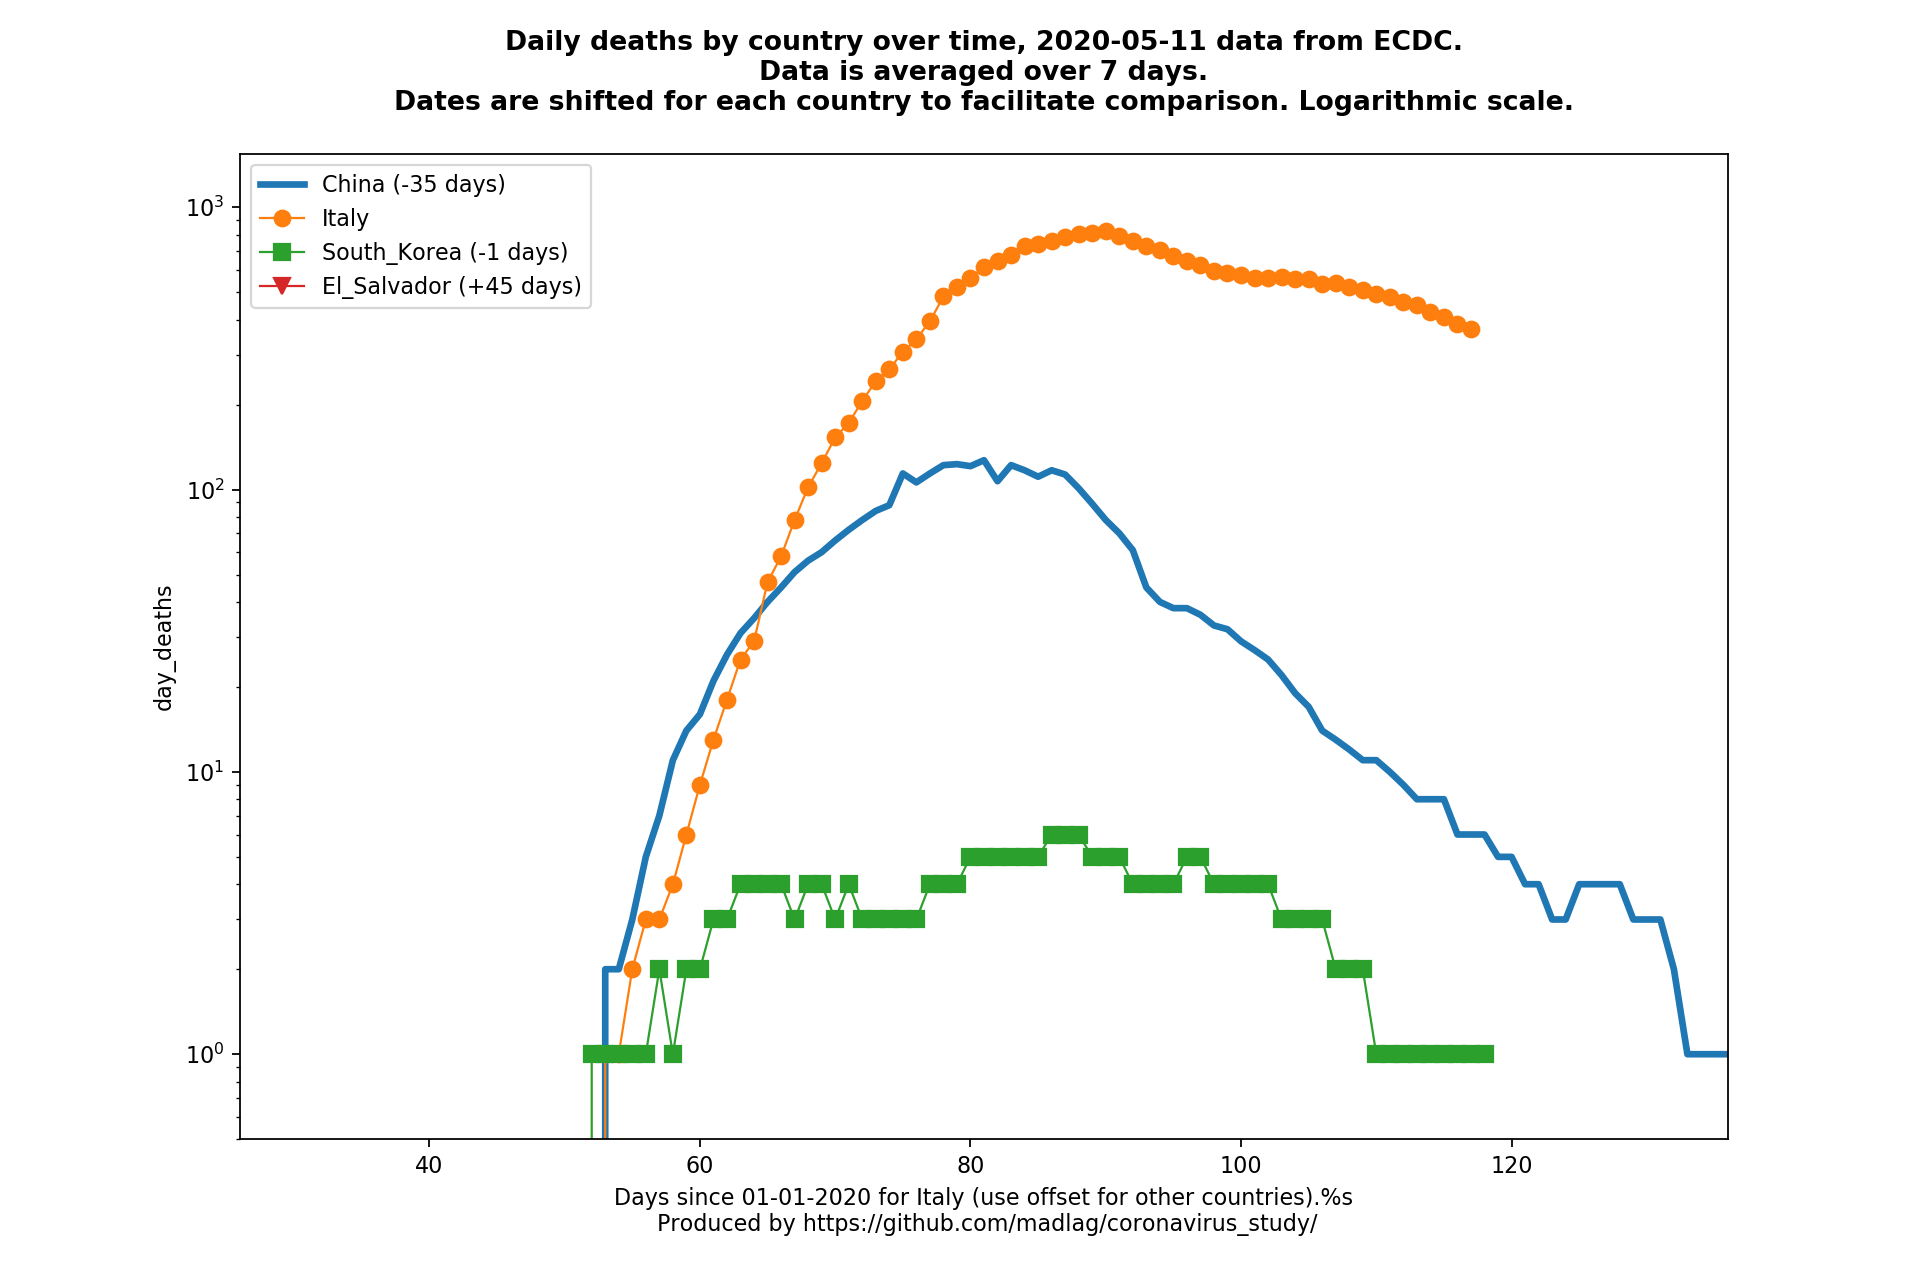 Daily deaths by country over time, 2020-05-11 data from ECDC.
Data is averaged over 7 days.
Dates are shifted for each country to facilitate comparison. Logarithmic scale.
China (-35 days)
Italy
South_Korea (-1 days)
El_Salvador (+45 days)
10³
10²
10¹
10⁰
day_deaths
40 60 80 100 120
Days since 01-01-2020 for Italy (use offset for other countries).%s
Produced by https://github.com/madlag/coronavirus_study/